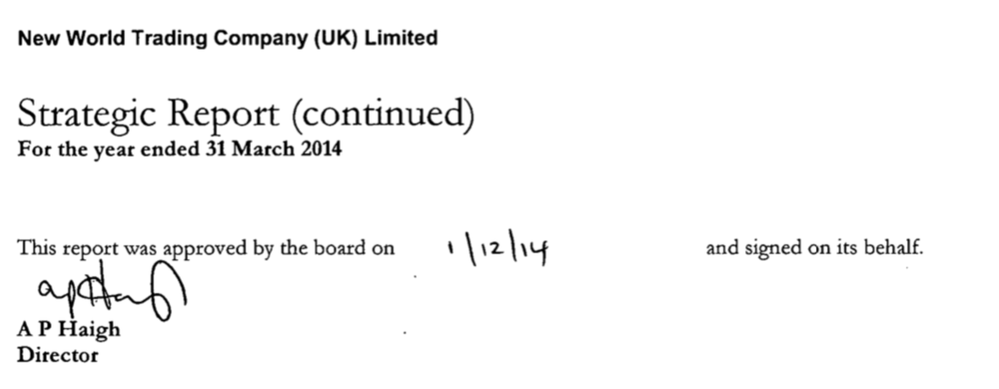 New World Trading Company (UK) Limited
Strategic Report (continued)
For the year ended 31 March 2014
This report was approved by the board on 1/12/14 and signed on its behalf.
apHaigh
A P Haigh
Director